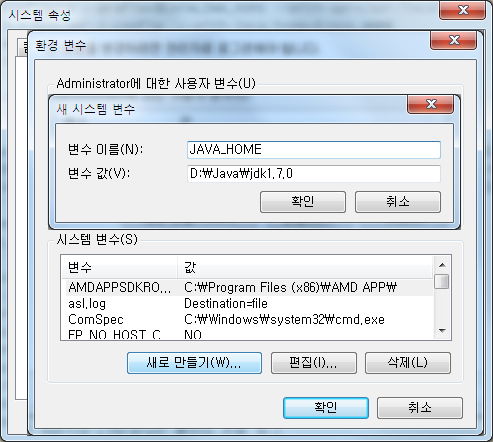 시스템 속성
환경 변수
Administrator에 대한 사용자 변수(U)
새 시스템 변수
변수 이름(N):
JAVA_HOME
변수 값(V):
D:₩Java₩jdk1.7.0
확인
취소
시스템 변수(S)
변수 값
AMDAPPSDKRO... C:₩Program Files (x86)₩AMD APP₩
asl.log Destination=file
ComSpec C:₩Windows₩system32₩cmd.exe
FP_NO_HOST_C... NO
새로 만들기(W)...
편집(I)...
삭제(L)
확인
취소